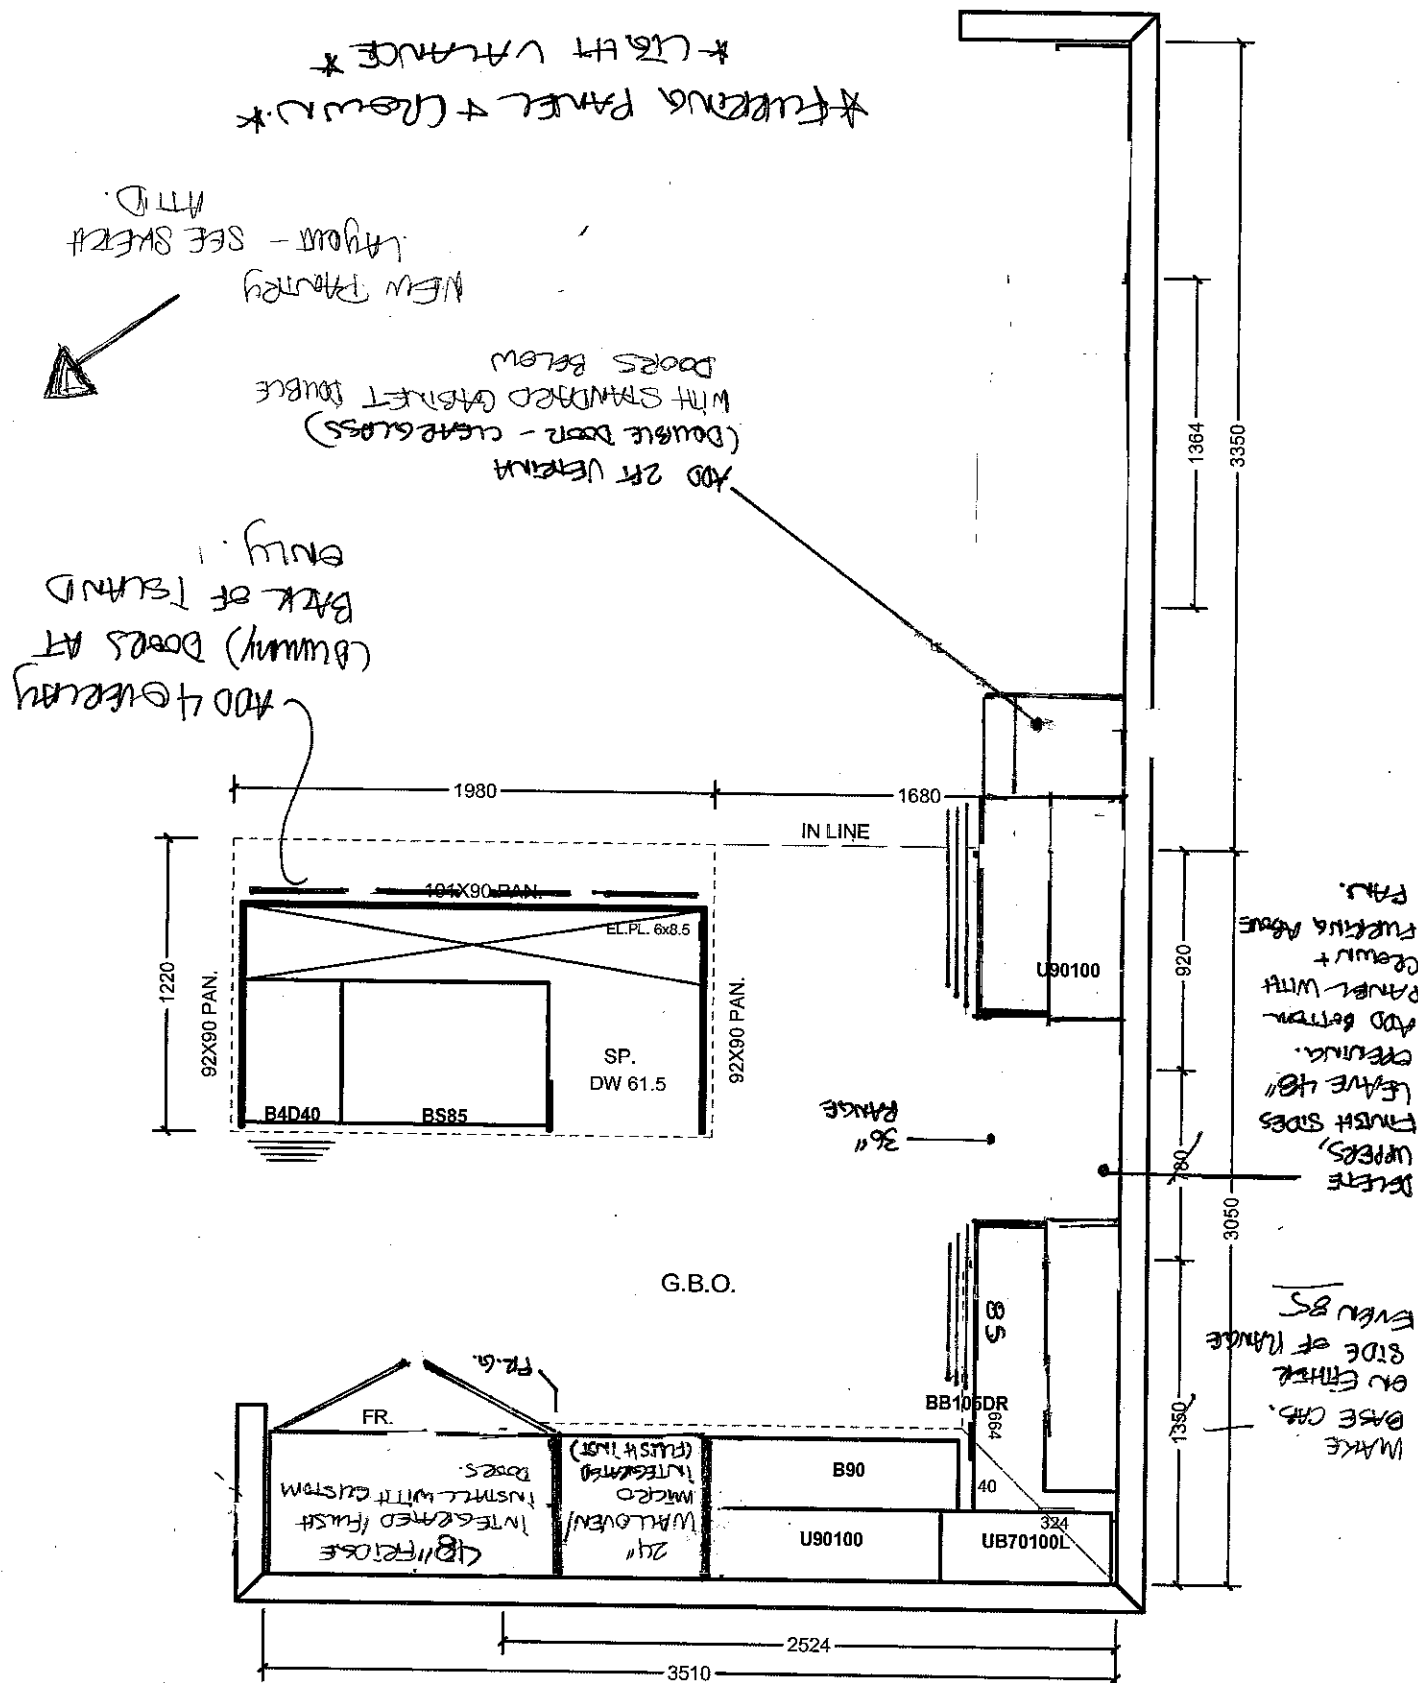 *FURRING PANEL + CROWN.*
*LIGHT VALANCE*
NEW PANTRY
LAYOUT - SEE SKETCH
ATT'D.
ADD 2FT VETRINA
(DOUBLE DOOR - CLEAR GLASS)
WITH STANDARD CABINET DOUBLE
DOORS BELOW
ADD 4 OVERLAY
(DUMMY) DOORS AT
BACK OF ISLAND
ONLY.
1364
3350
1980
1680
IN LINE
101X90 PAN.
EL.PL. 6x8.5
1220
92X90 PAN.
92X90 PAN.
SP.
DW 61.5
B4D40
BS85
U90100
920
80
3050
1350
36"
RANGE
DELETE
UPPERS,
FINISH SIDES
LEAVE 48"
OPENING.
ADD BOTTOM
PANEL WITH
CROWN +
FURRING ABOVE
FAN.
MAKE
BASE CAB.
ON EITHER
SIDE OF RANGE
EVEN 85
G.B.O.
85
FR.G.
BB105DR
664
FR.
48" FRIDGE
INTEGRATED/FLUSH
INSTALL WITH CUSTOM
DOORS.
24"
WALLOVEN/
MICRO
INTEGRATED
(FLUSH INST)
B90
40
324
U90100
UB70100L
2524
3510